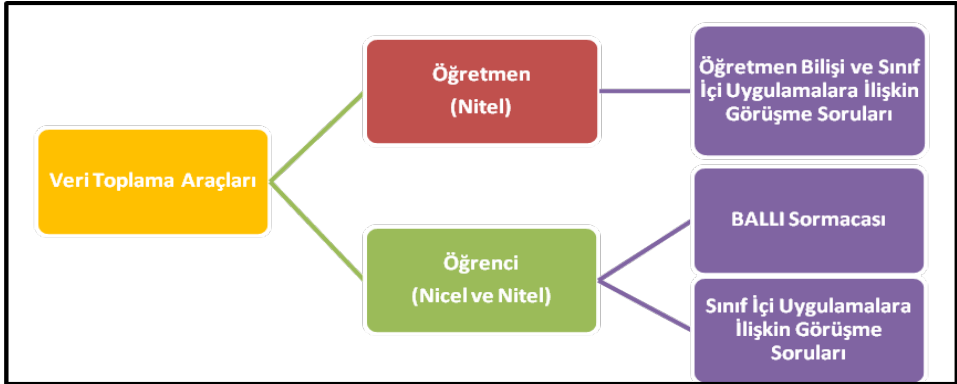 Veri Toplama Araçları
Öğretmen
(Nitel)
Öğretmen Bilişi ve Sınıf
İçi Uygulamalara İlişkin
Görüşme Soruları
Öğrenci
(Nicel ve Nitel)
BALLI Sormacası
Sınıf İçi Uygulamalara
İlişkin Görüşme
Soruları